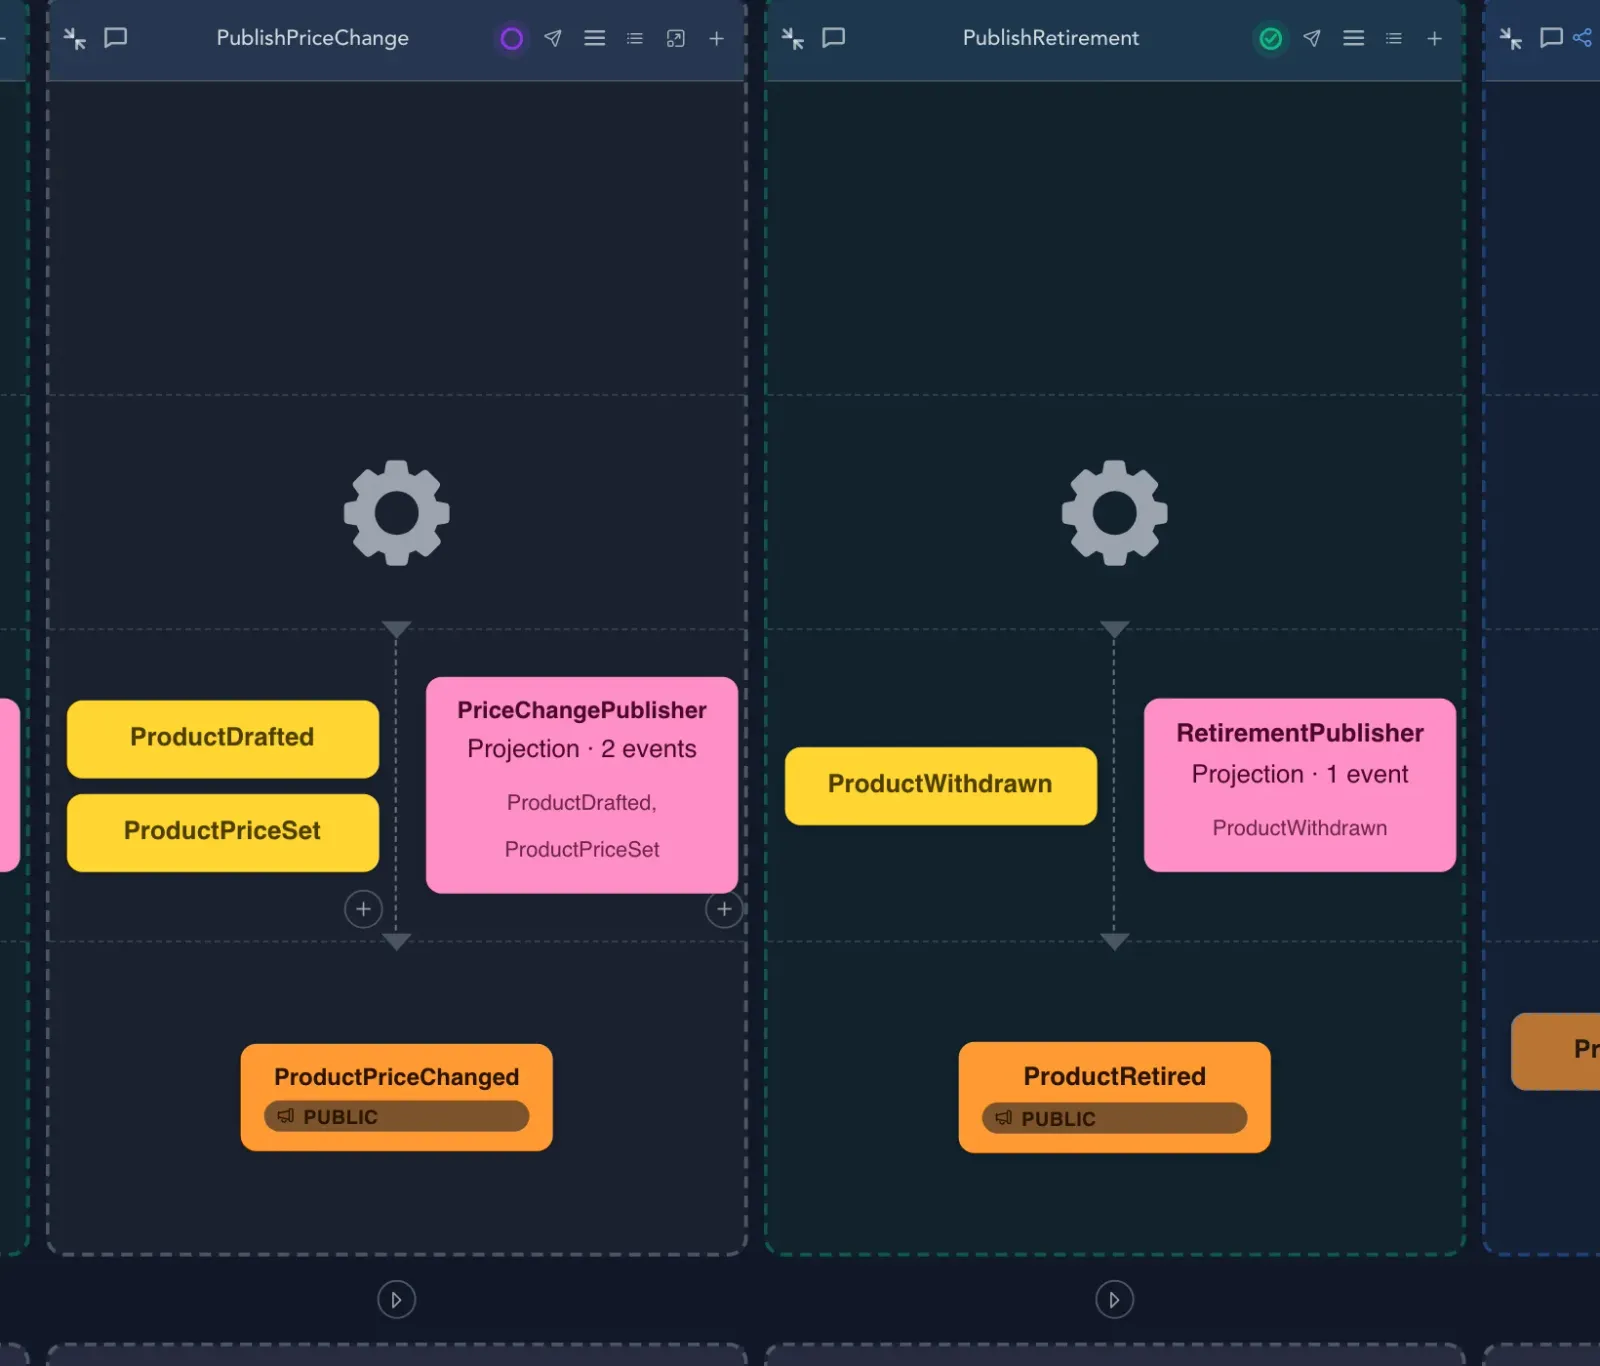 PublishPriceChange
PublishRetirement
ProductDrafted
ProductPriceSet
PriceChangePublisher
Projection · 2 events
ProductDrafted,
ProductPriceSet
ProductWithdrawn
RetirementPublisher
Projection · 1 event
ProductWithdrawn
ProductPriceChanged
PUBLIC
ProductRetired
PUBLIC
Pr